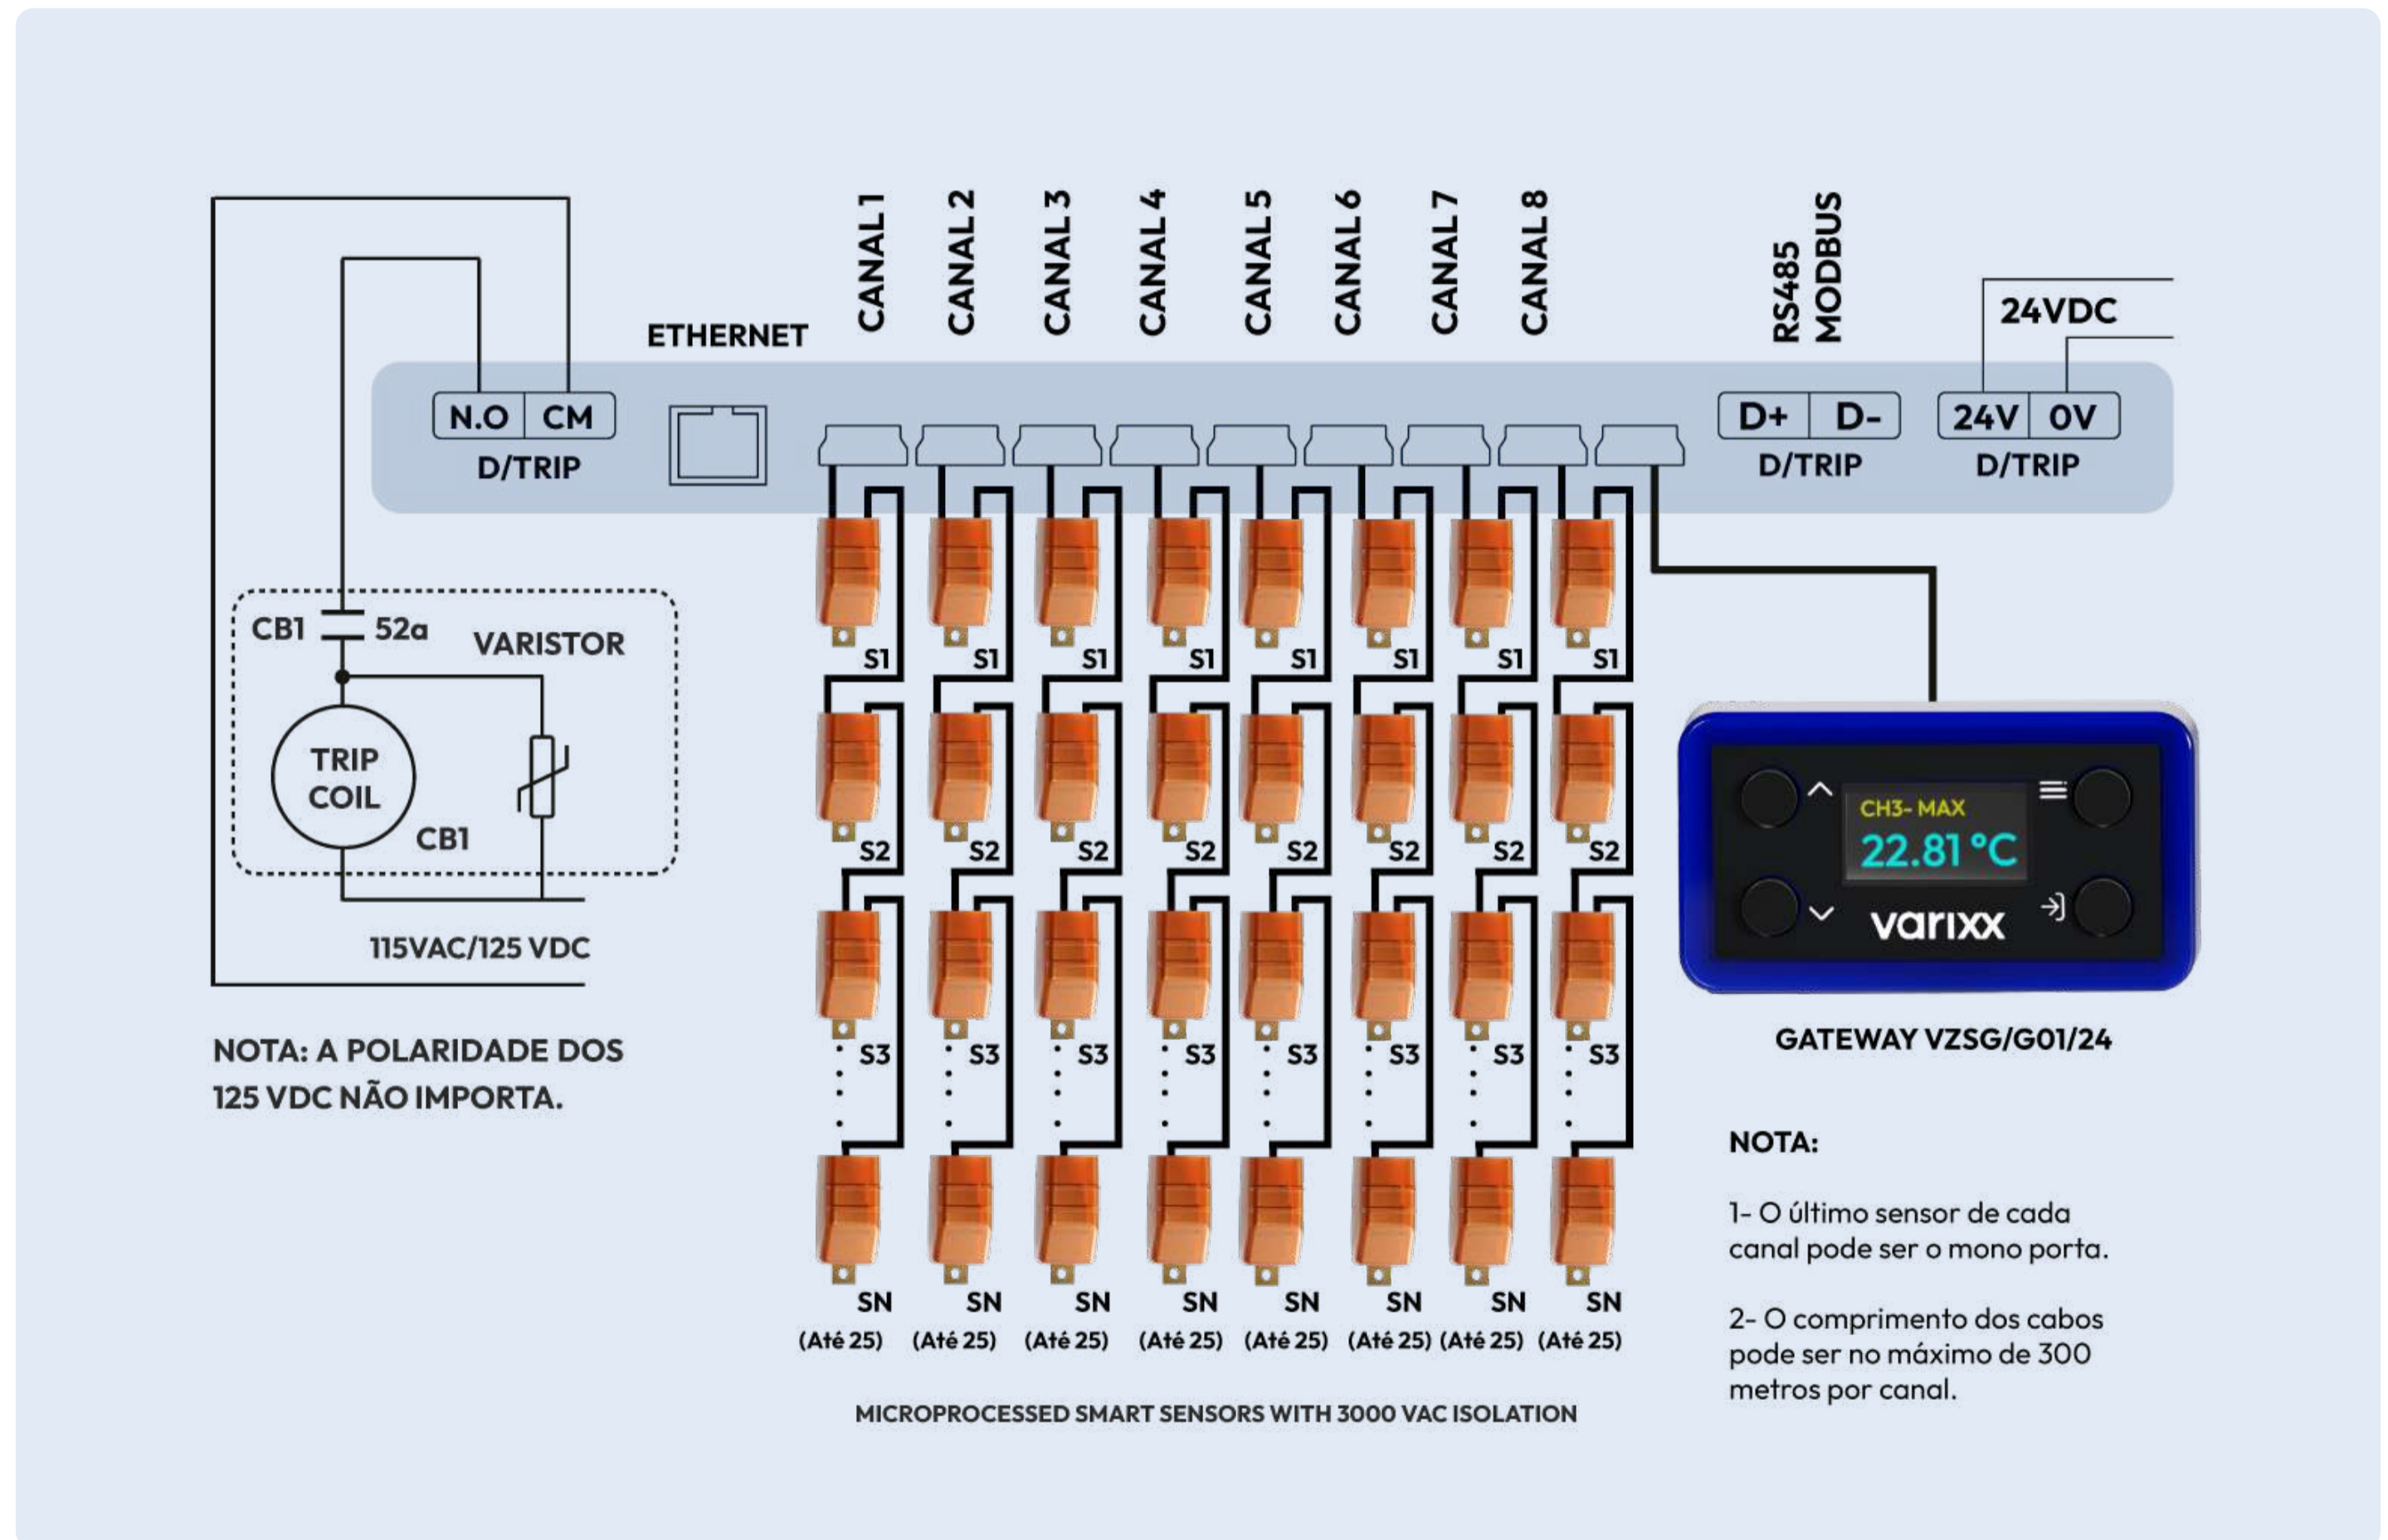 CANAL 1
CANAL 2
CANAL 3
CANAL 4
CANAL 5
CANAL 6
CANAL 7
CANAL 8
RS485
MODBUS
24VDC
ETHERNET
N.O
CM
D/TRIP
D+
D-
D/TRIP
24V
0V
D/TRIP
CB1
52a
VARISTOR
TRIP
COIL
CB1
115VAC/125 VDC
NOTA: A POLARIDADE DOS
125 VDC NÃO IMPORTA.
S1 S1 S1 S1 S1 S1 S1 S1
S2 S2 S2 S2 S2 S2 S2 S2
S3 S3 S3 S3 S3 S3 S3 S3
SN SN SN SN SN SN SN SN
(Até 25) (Até 25) (Até 25) (Até 25) (Até 25) (Até 25) (Até 25) (Até 25)
MICROPROCESSED SMART SENSORS WITH 3000 VAC ISOLATION
CH3- MAX
22.81 °C
varixx
GATEWAY VZSG/G01/24
NOTA:
1- O último sensor de cada
canal pode ser o mono porta.
2- O comprimento dos cabos
pode ser no máximo de 300
metros por canal.